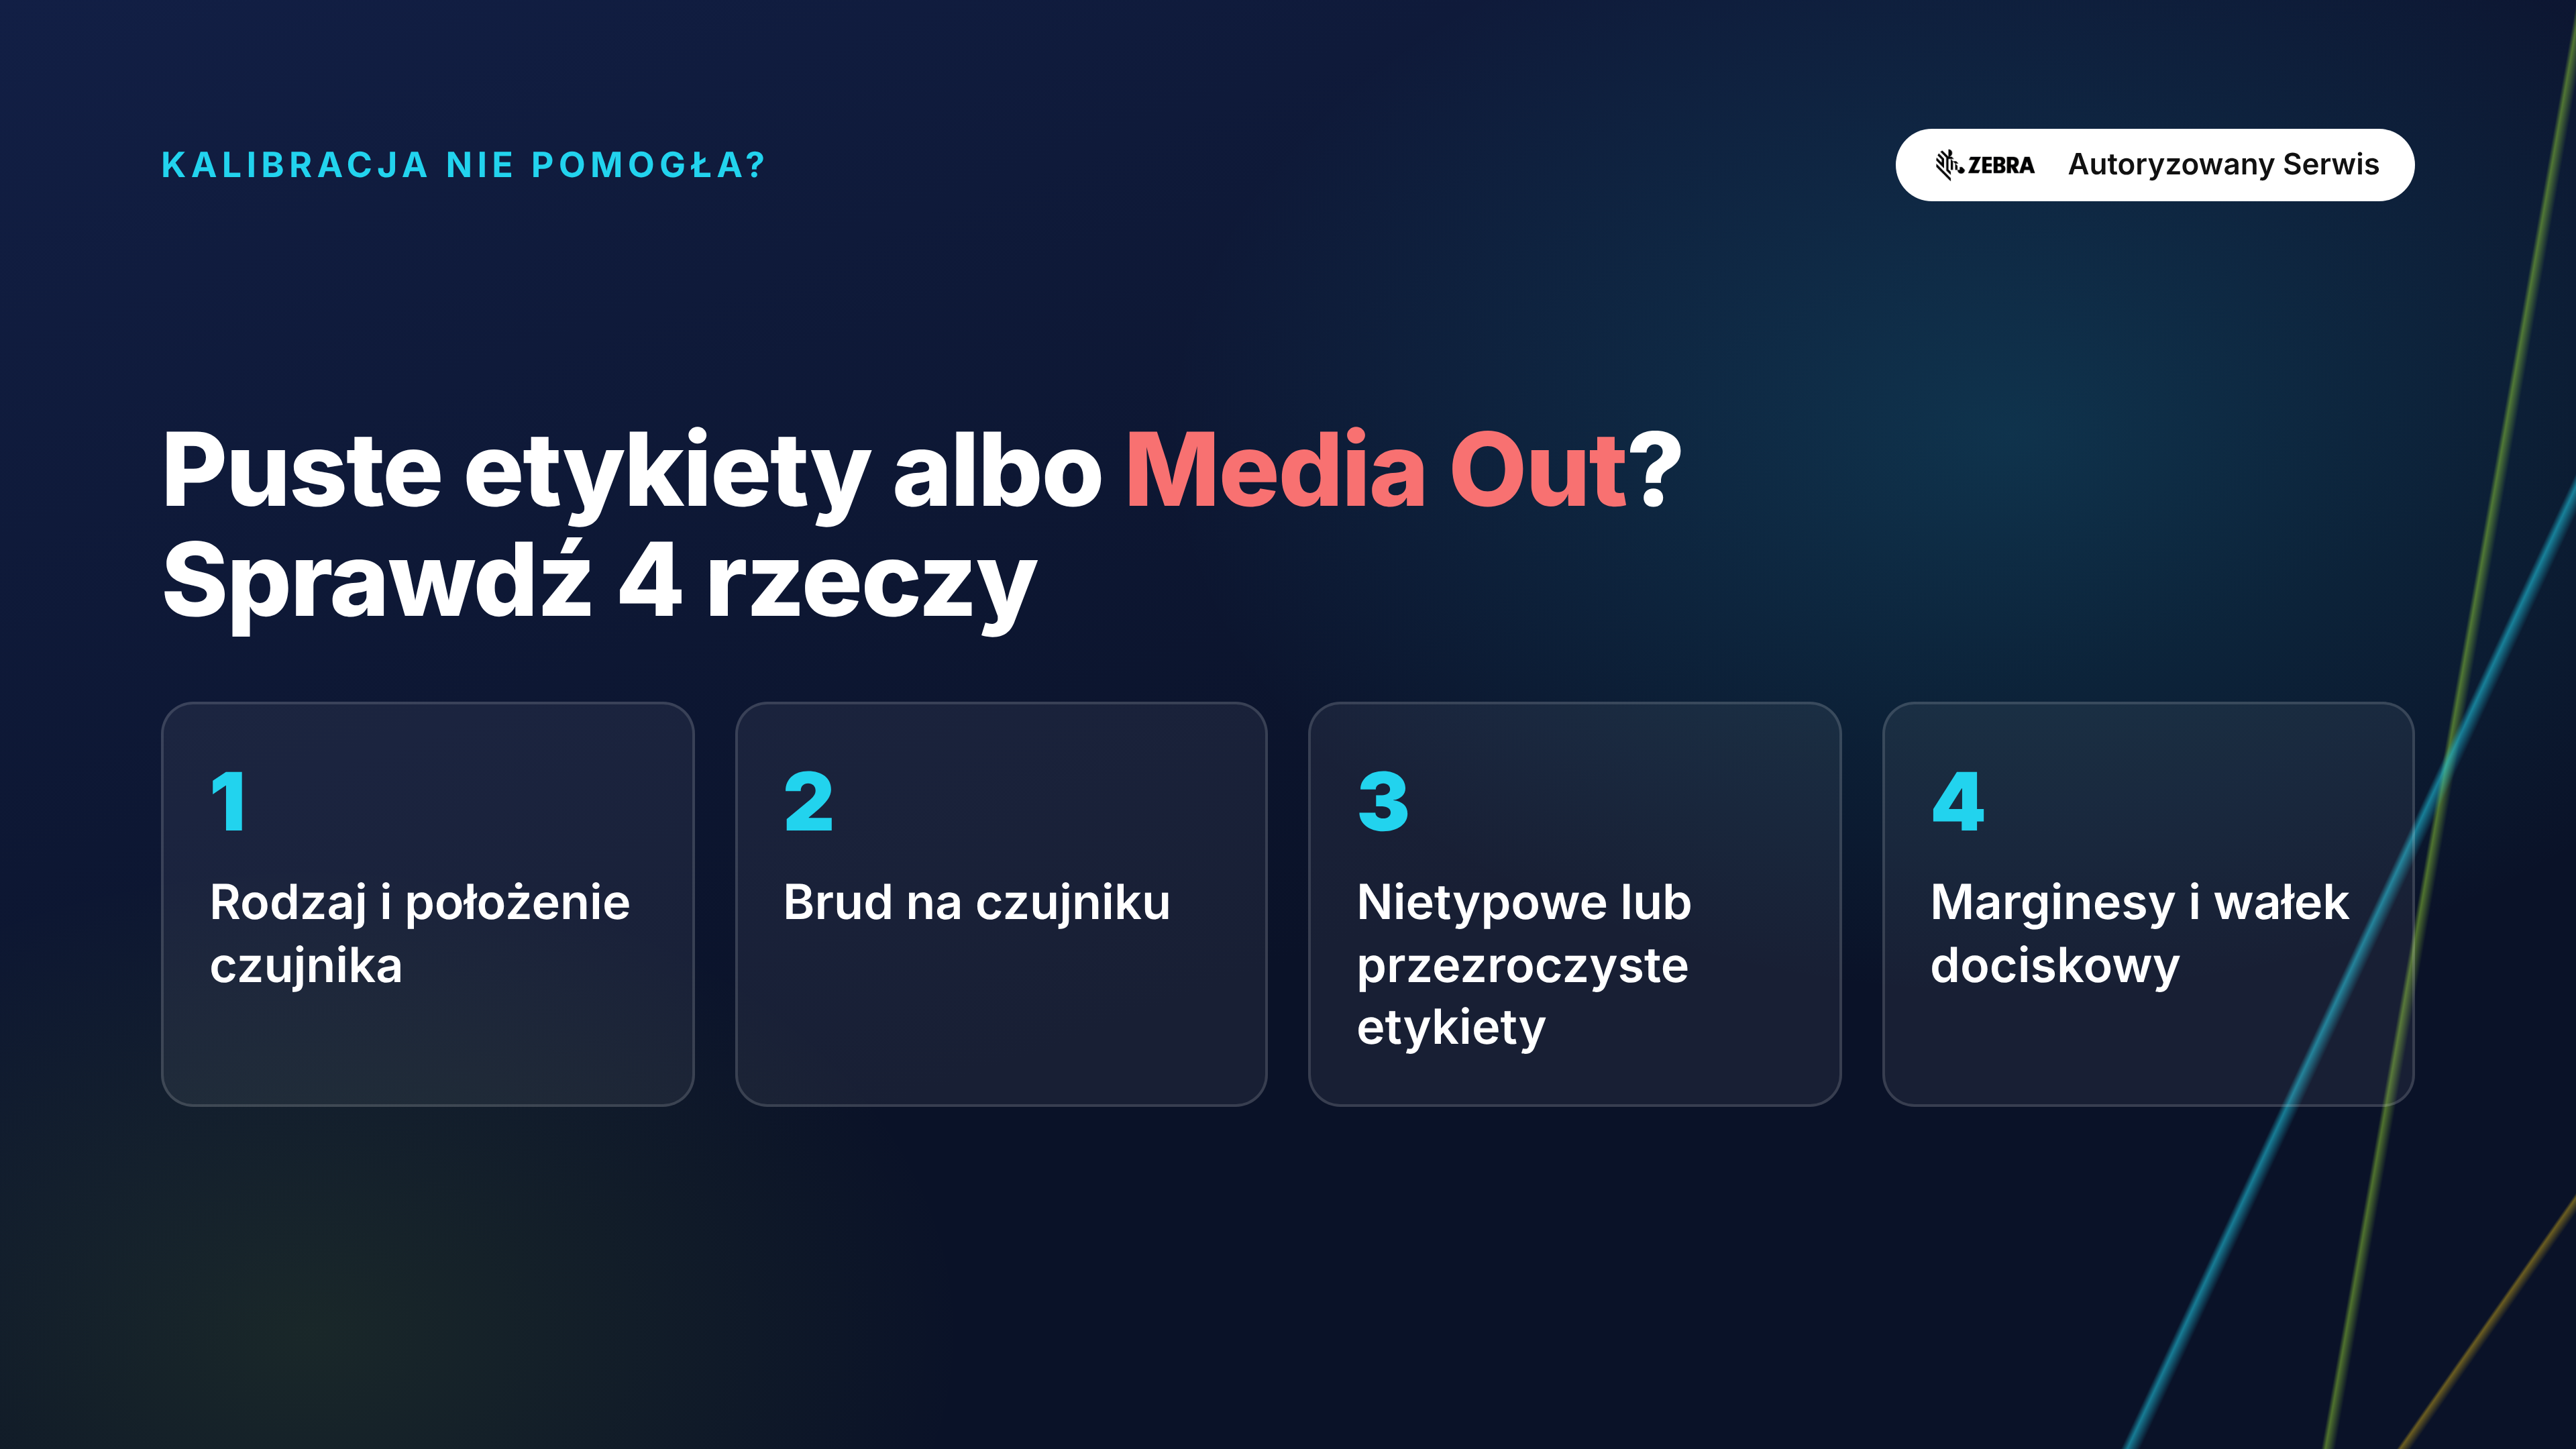 KALIBRACJA NIE POMOGŁA?
ZEBRA Autoryzowany Serwis
Puste etykiety albo Media Out?
Sprawdź 4 rzeczy
1
Rodzaj i położenie
czujnika
2
Brud na czujniku
3
Nietypowe lub
przezroczyste
etykiety
4
Marginesy i wałek
dociskowy